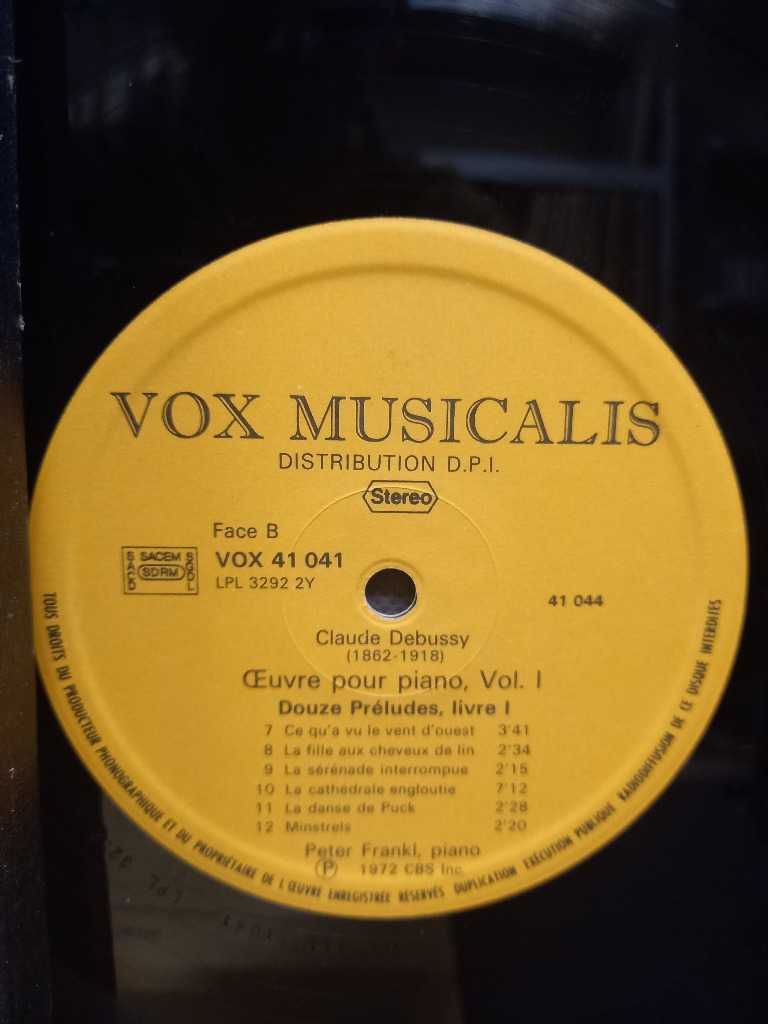 VOX MUSICALIS
DISTRIBUTION D.P.I.
Stereo
Face B
VOX 41 041
LPL 3292 2Y
SACD SACEM SDRM SGDL
41 044
Claude Debussy
(1862-1918)
Œuvre pour piano, Vol. I
Douze Préludes, livre I
7 Ce qu'a vu le vent d'ouest 3'41
8 La fille aux cheveux de lin 2'34
9 La sérénade interrompue 2'15
10 La cathédrale engloutie 7'12
11 La danse de Puck 2'28
12 Minstrels 2'20
Peter Frankl, piano
Ⓟ 1972 CBS Inc.
TOUS DROITS DU PRODUCTEUR PHONOGRAPHIQUE ET DU PROPRIÉTAIRE DE L'ŒUVRE ENREGISTRÉE RÉSERVÉS DUPLICATION EXÉCUTION PUBLIQUE RADIODIFFUSION DE CE DISQUE INTERDITES